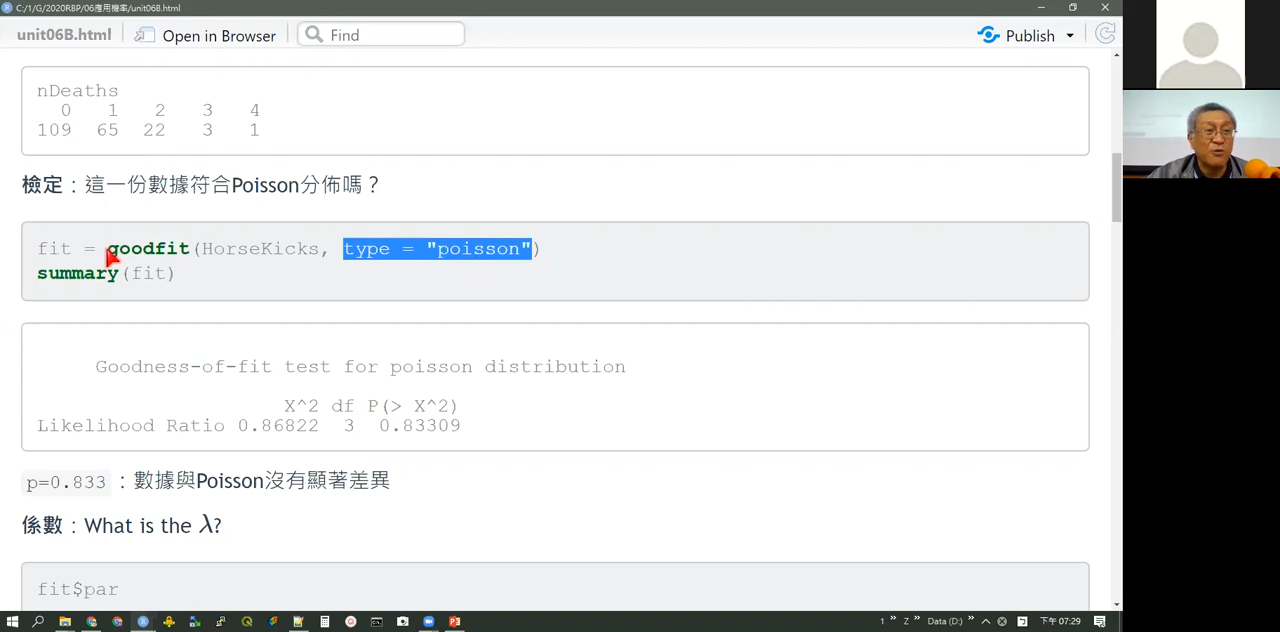 C:/1/G/2020RBP/06應用機率/unit06B.html
unit06B.html Open in Browser Find Publish
nDeaths
0 1 2 3 4
109 65 22 3 1
檢定：這一份數據符合Poisson分佈嗎？
fit = goodfit(HorseKicks, type = "poisson")
summary(fit)
Goodness-of-fit test for poisson distribution
X^2 df P(> X^2)
Likelihood Ratio 0.86822 3 0.83309
p=0.833：數據與Poisson沒有顯著差異
係數：What is the λ?
fit$par
1 » Z » Data (D:) » 下午 07:29